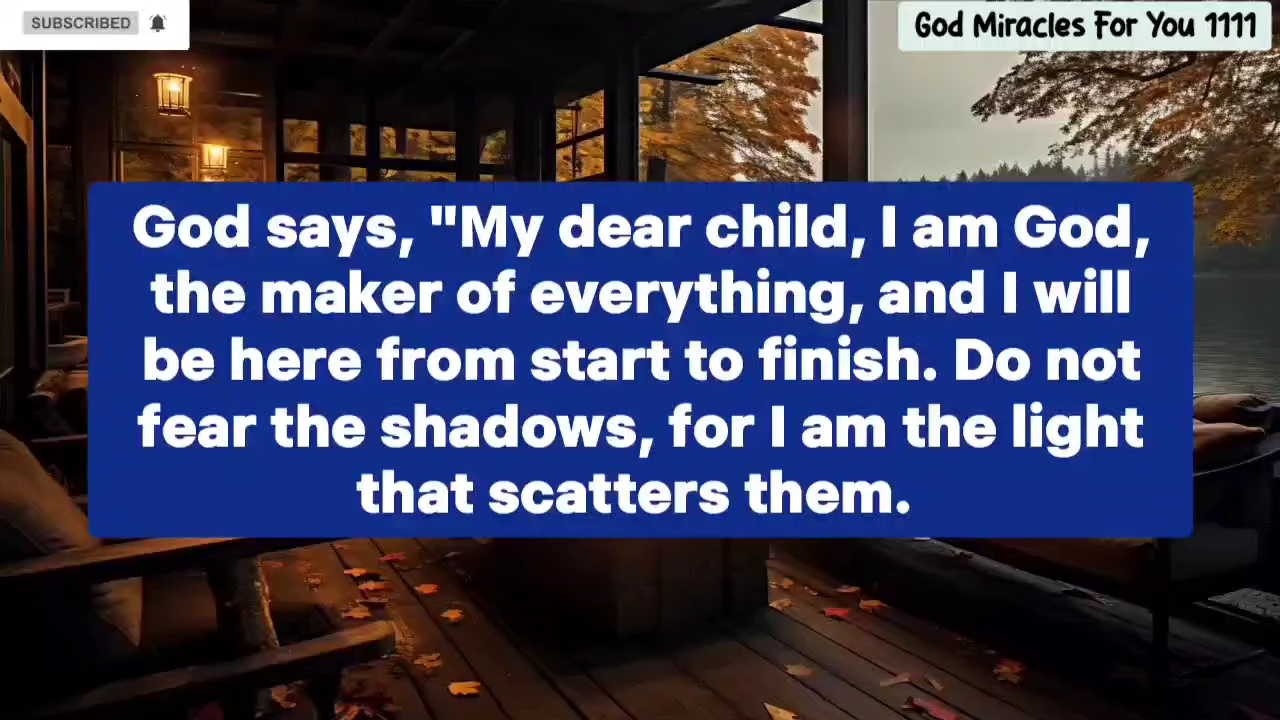 SUBSCRIBED
God Miracles For You 1111
God says, "My dear child, I am God,
the maker of everything, and I will
be here from start to finish. Do not
fear the shadows, for I am the light
that scatters them.